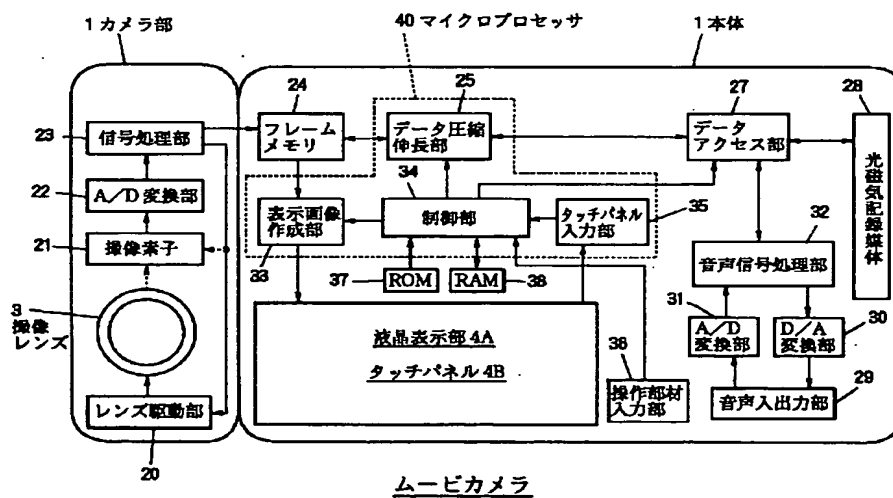 1 カメラ部
40 マイクロプロセッサ
1 本体
23
信号処理部
22
A/D 変換部
21
撮像素子
3
撮像
レンズ
レンズ駆動部
20
24
フレーム
メモリ
25
データ圧縮
伸長部
27
データ
アクセス部
28
光磁気記録媒体
表示画像
作成部
33
34
制御部
タッチパネル
入力部
35
37
ROM
RAM
38
32
音声信号処理部
31
A/D
変換部
D/A
変換部
30
液晶表示部 4A
タッチパネル 4B
36
操作部材
入力部
音声入出力部
29
ムービカメラ